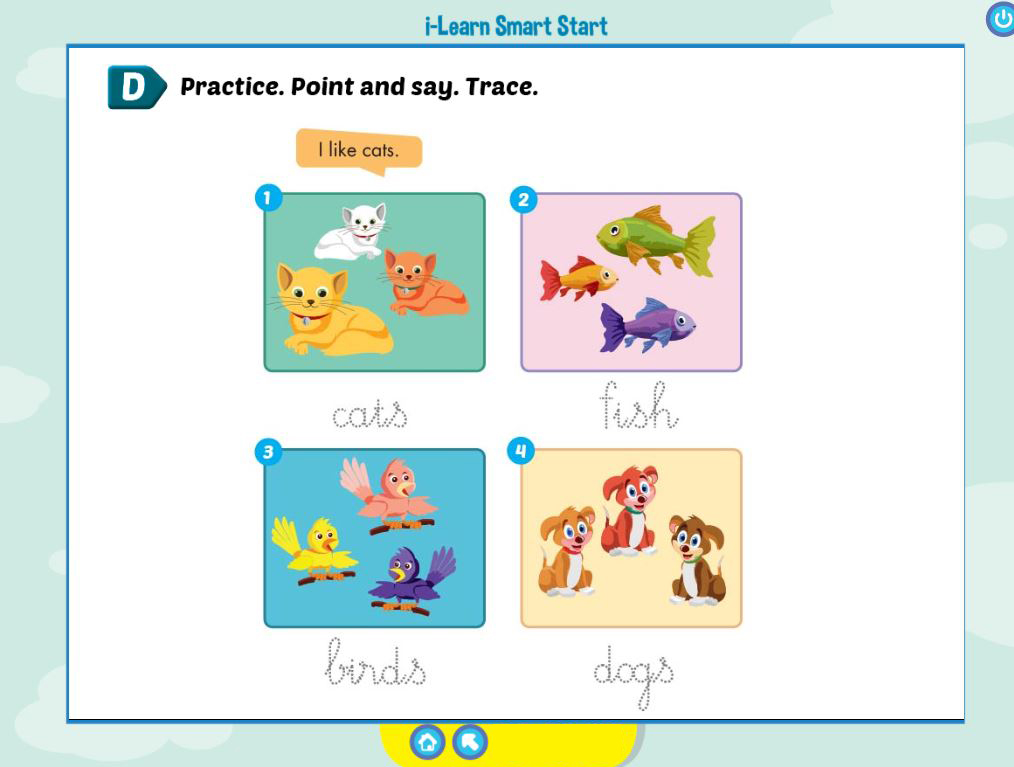 i-Learn Smart Start
D Practice. Point and say. Trace.
I like cats.
1
2
cats
fish
3
4
birds
dogs